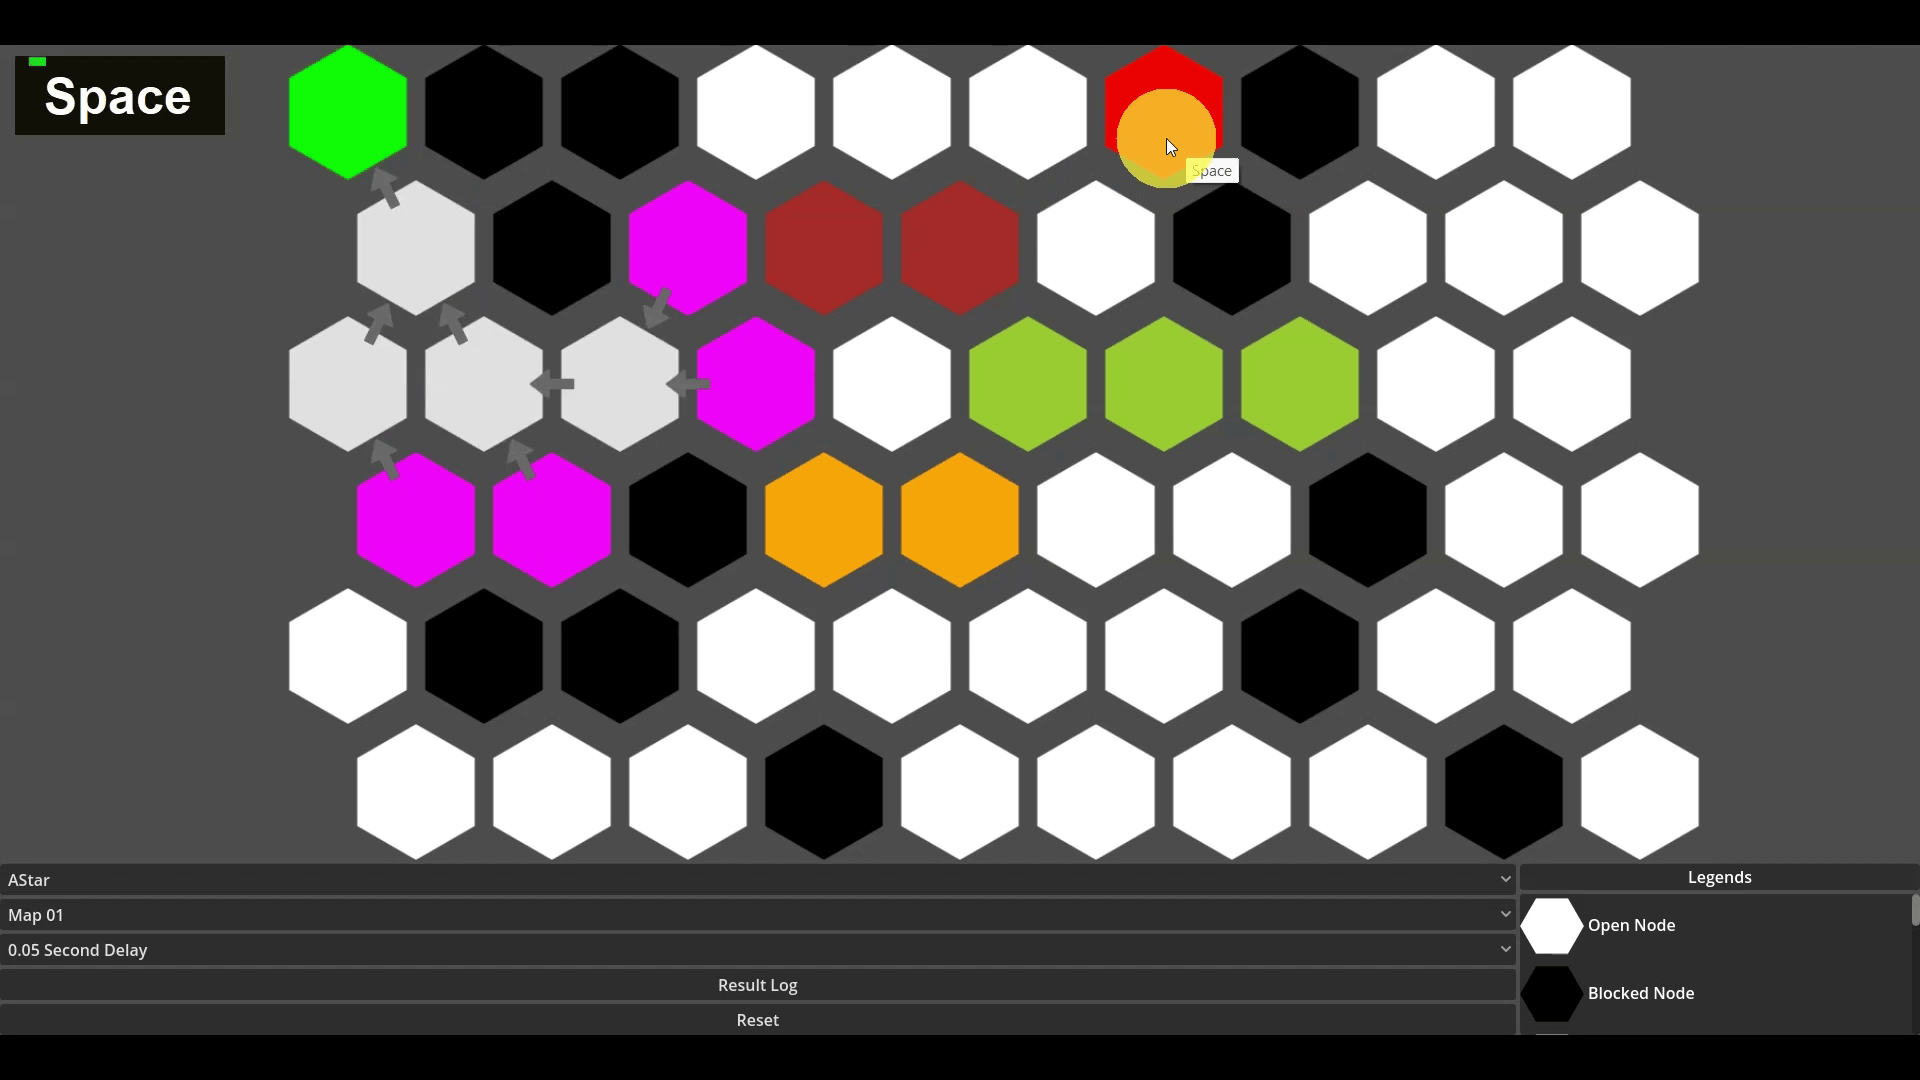 Space
Space
AStar
Map 01
0.05 Second Delay
Result Log
Reset
Legends
Open Node
Blocked Node